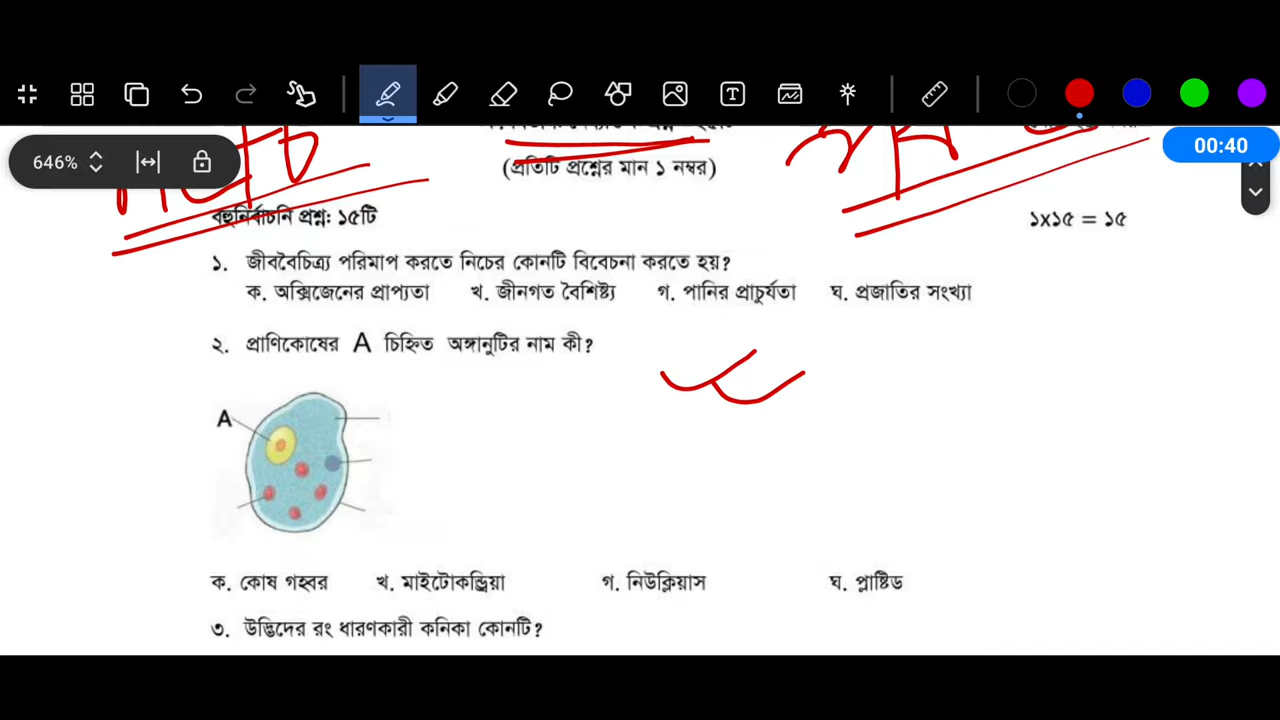 646%
00:40
(প্রতিটি প্রশ্নের মান ১ নম্বর)
বহুনির্বাচনি প্রশ্ন: ১৫টি ১x১৫ = ১৫
১. জীববৈচিত্র্য পরিমাপ করতে নিচের কোনটি বিবেচনা করতে হয়?
ক. অক্সিজেনের প্রাপ্যতা খ. জীনগত বৈশিষ্ট্য গ. পানির প্রাচুর্যতা ঘ. প্রজাতির সংখ্যা
২. প্রাণিকোষের A চিহ্নিত অঙ্গানুটির নাম কী?
A
ক. কোষ গহ্বর খ. মাইটোকন্ড্রিয়া গ. নিউক্লিয়াস ঘ. প্লাষ্টিড
৩. উদ্ভিদের রং ধারণকারী কনিকা কোনটি?